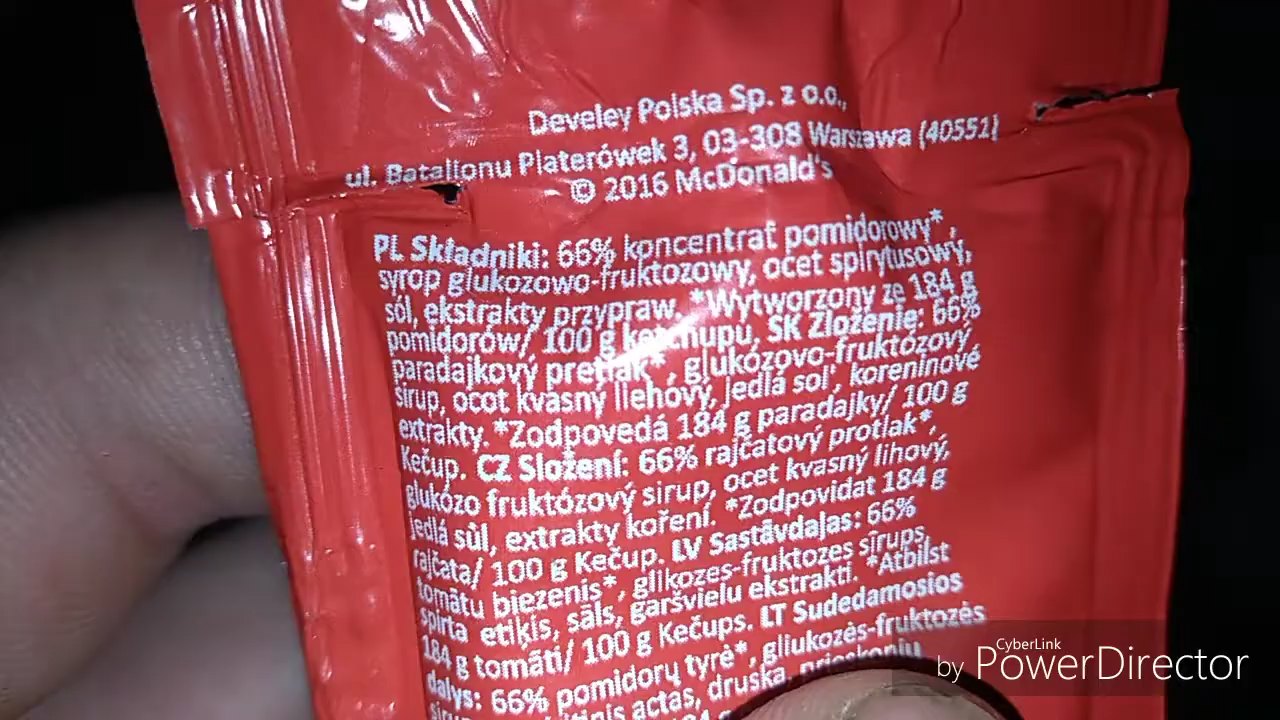 Develey Polska Sp. z o.o.,
ul. Batalionu Platerówek 3, 03-308 Warszawa (40551)
© 2016 McDonald's
PL Składniki: 66% koncentrat pomidorowy*,
syrop glukozowo-fruktozowy, ocet spirytusowy,
sól, ekstrakty przypraw. *Wytworzony ze 184 g
pomidorów/ 100 g ketchupu. SK Zloženie: 66%
paradajkový pretlak*, glukózovo-fruktózový
sirup, ocot kvasný liehový, jedlá sol', koreninové
extrakty. *Zodpovedá 184 g paradajky/ 100 g
Kečup. CZ Složení: 66% rajčatový protlak*,
glukózo fruktózový sirup, ocet kvasný lihový,
jedlá sůl, extrakty koření. *Zodpovidat 184 g
rajčata/ 100 g Kečup. LV Sastāvdaļas: 66%
tomātu biezenis*, glikozes-fruktozes sīrups,
spirta etiķis, sāls, garšvielu ekstrakti. *Atbilst
184 g tomāti/ 100 g Kečups. LT Sudedamosios
dalys: 66% pomidorų tyrė*, gliukozės-fruktozės
actas, druska, prieskonių
CyberLink
by PowerDirector